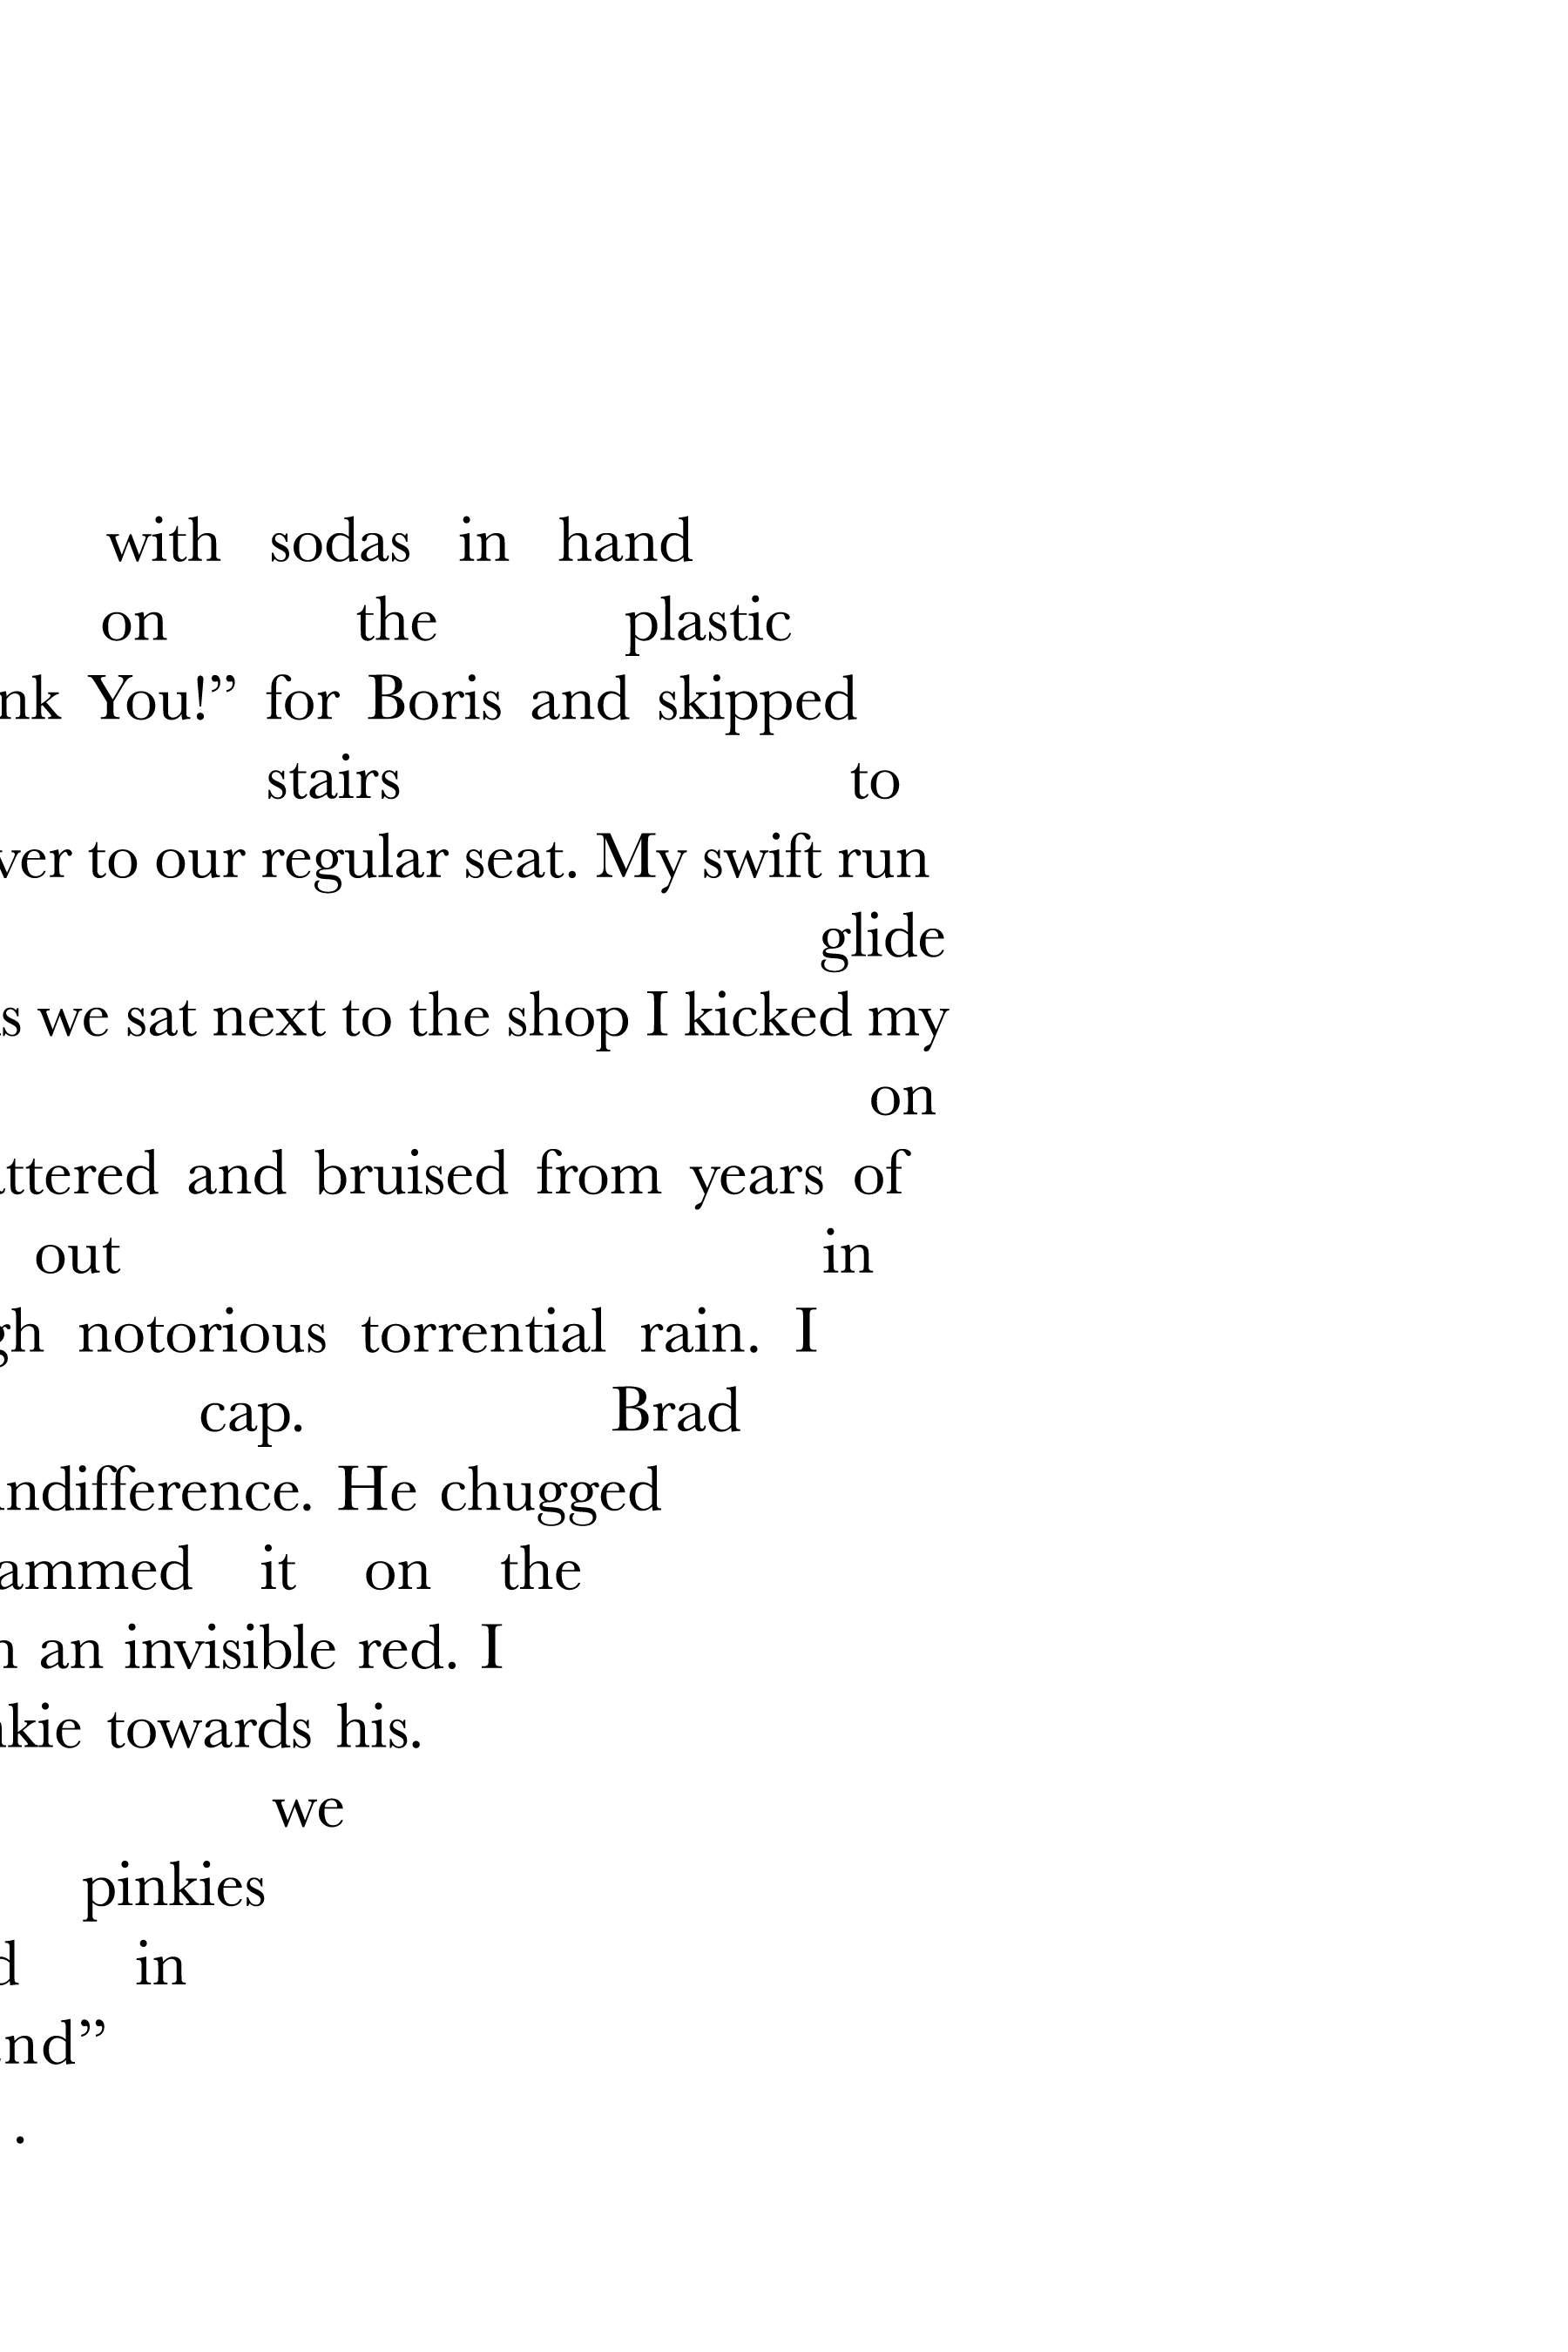 with sodas in hand
on the plastic
nk You!” for Boris and skipped
stairs to
ver to our regular seat. My swift run
glide
s we sat next to the shop I kicked my
on
ttered and bruised from years of
out in
gh notorious torrential rain. I
cap. Brad
indifference. He chugged
ammed it on the
n an invisible red. I
kie towards his.
we
pinkies
d in
nd”
.